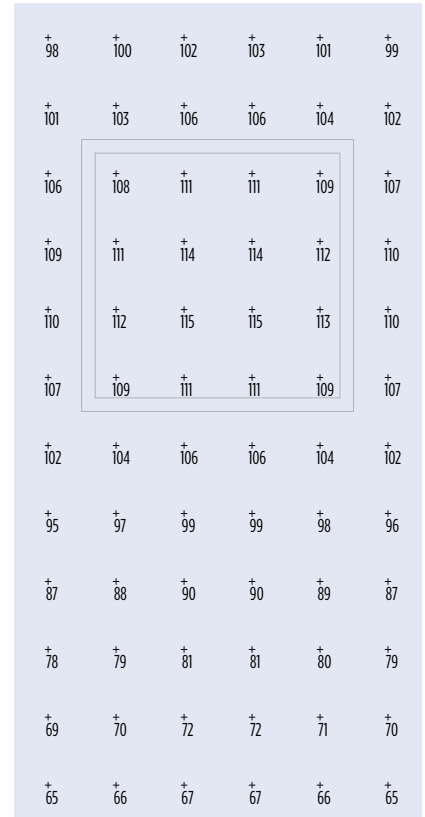 + + + + + +
98 100 102 103 101 99
+ + + + + +
101 103 106 106 104 102
+ + + + + +
106 108 111 111 109 107
+ + + + + +
109 111 114 114 112 110
+ + + + + +
110 112 115 115 113 110
+ + + + + +
107 109 111 111 109 107
+ + + + + +
102 104 106 106 104 102
+ + + + + +
95 97 99 99 98 96
+ + + + + +
87 88 90 90 89 87
+ + + + + +
78 79 81 81 80 79
+ + + + + +
69 70 72 72 71 70
+ + + + + +
65 66 67 67 66 65